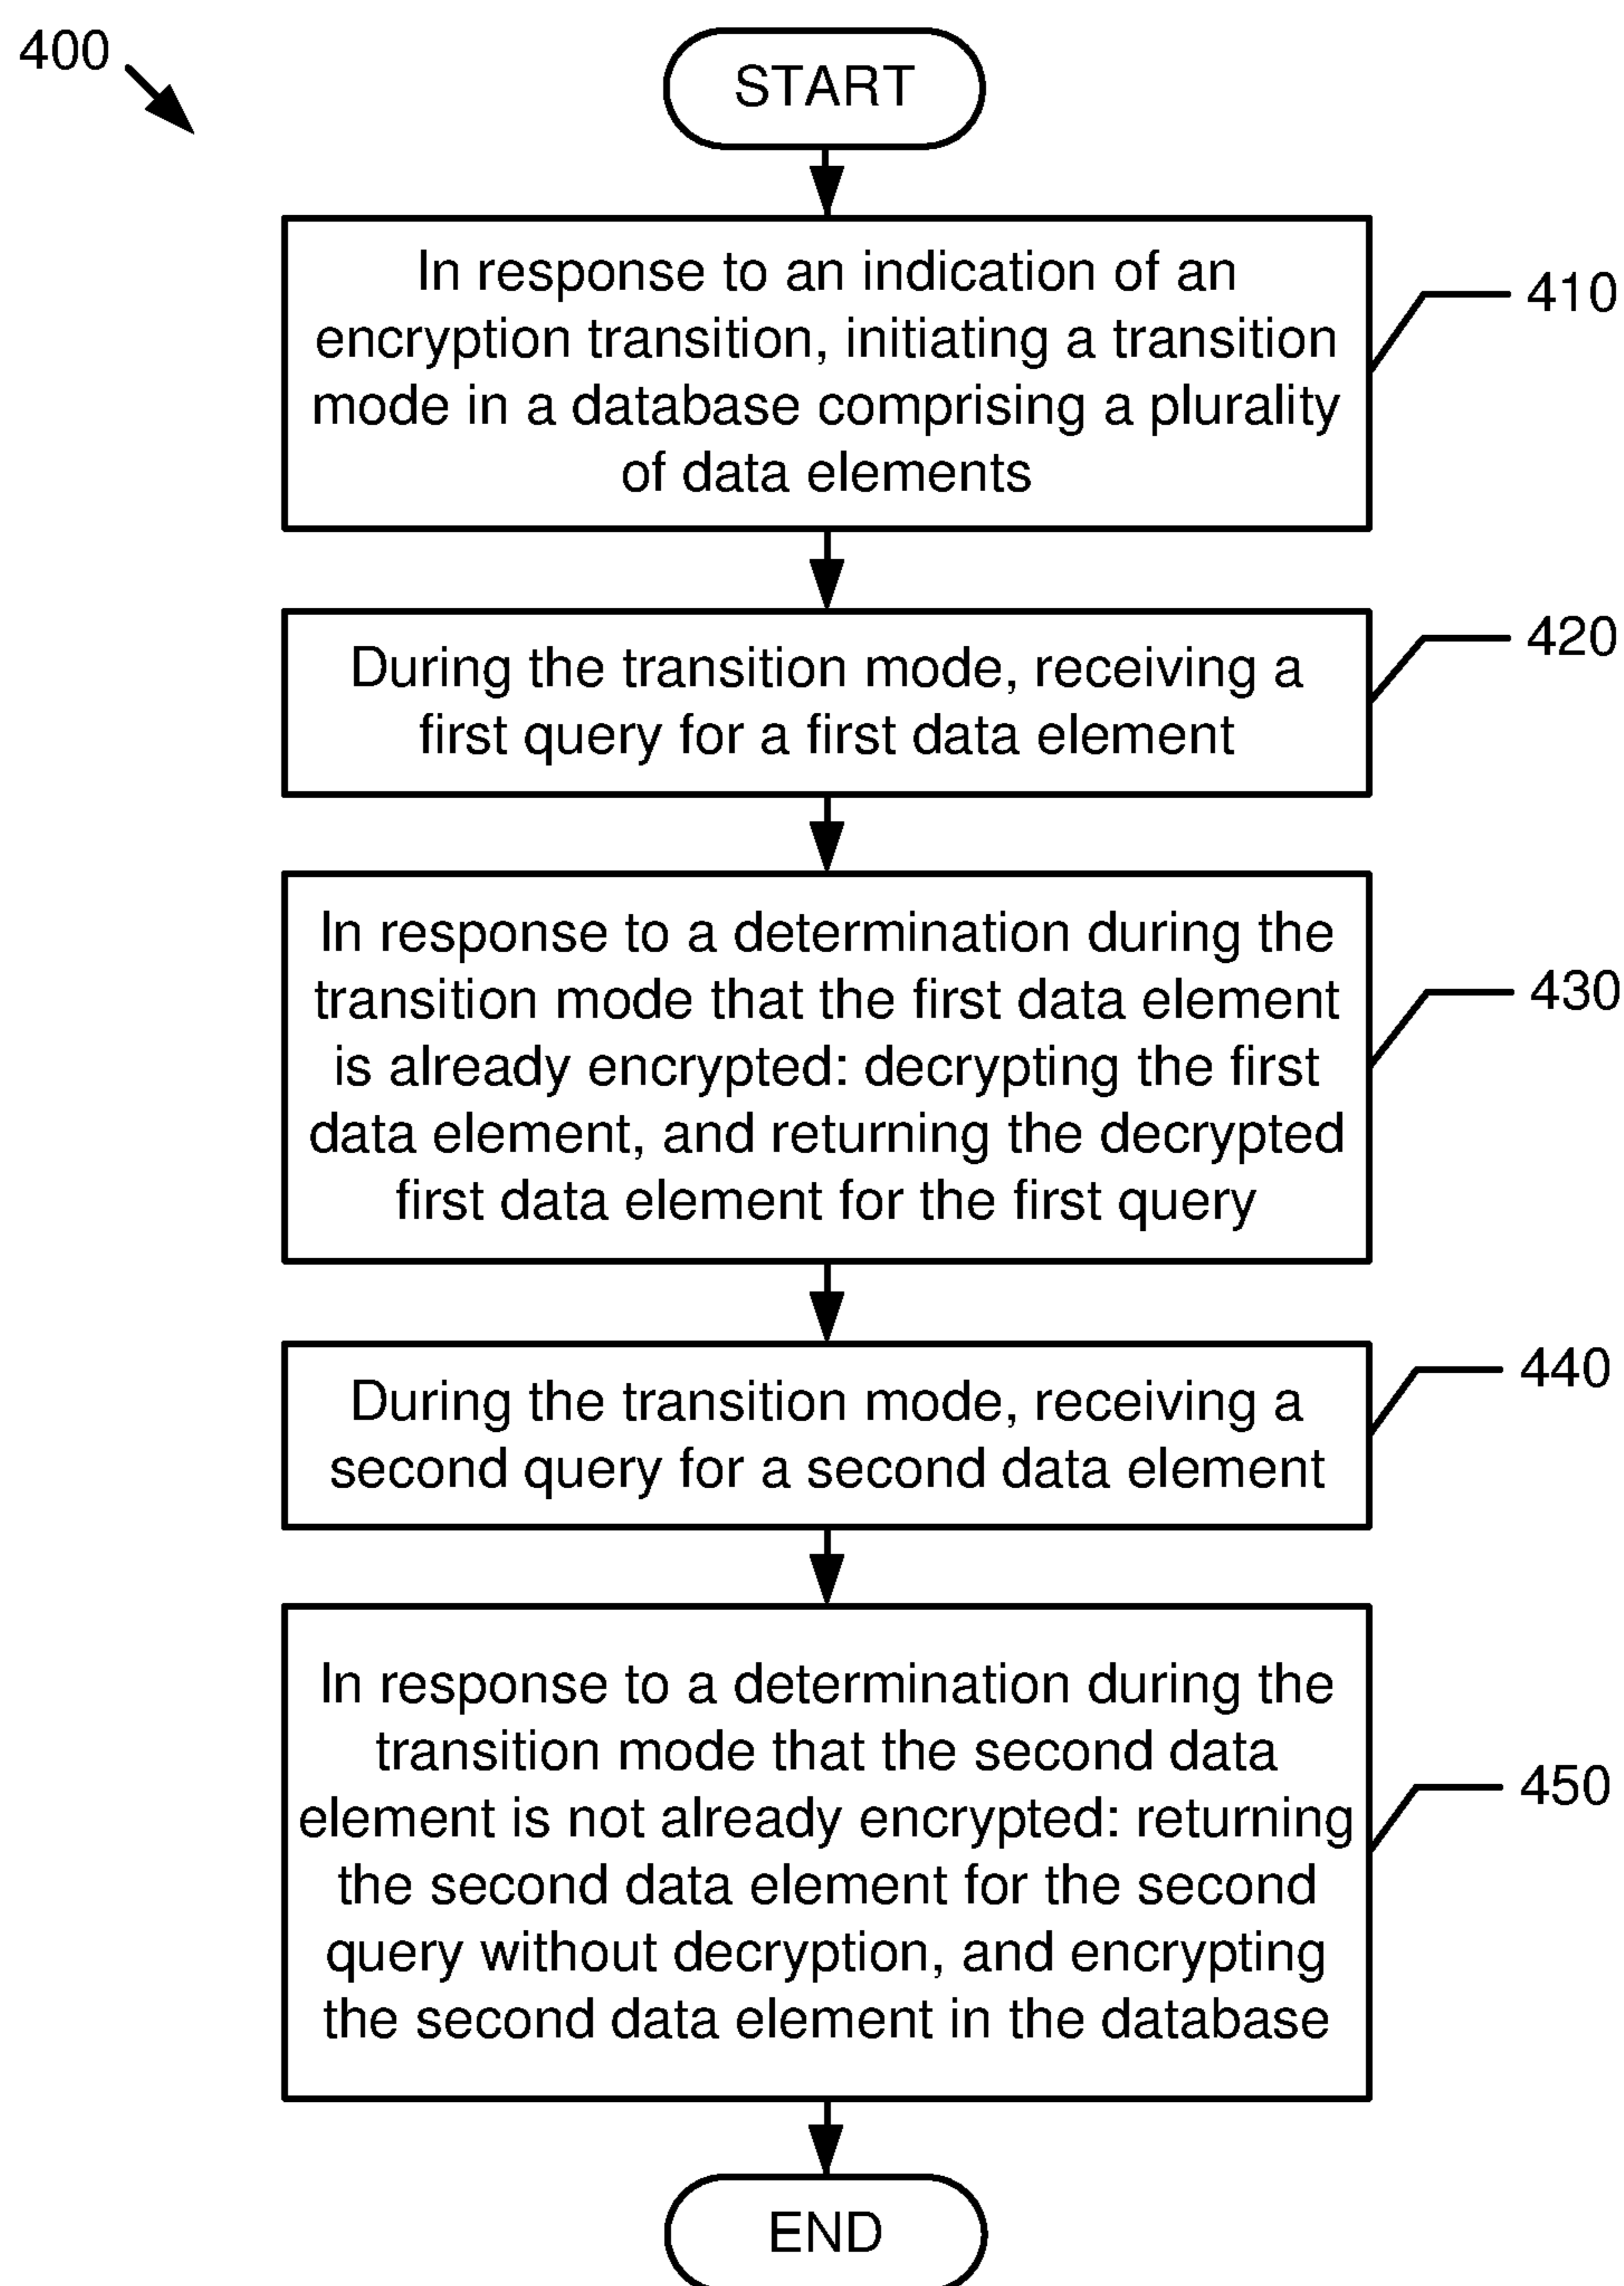 400
START
In response to an indication of an
encryption transition, initiating a transition
mode in a database comprising a plurality
of data elements
410
During the transition mode, receiving a
first query for a first data element
420
In response to a determination during the
transition mode that the first data element
is already encrypted: decrypting the first
data element, and returning the decrypted
first data element for the first query
430
During the transition mode, receiving a
second query for a second data element
440
In response to a determination during the
transition mode that the second data
element is not already encrypted: returning
the second data element for the second
query without decryption, and encrypting
the second data element in the database
450
END